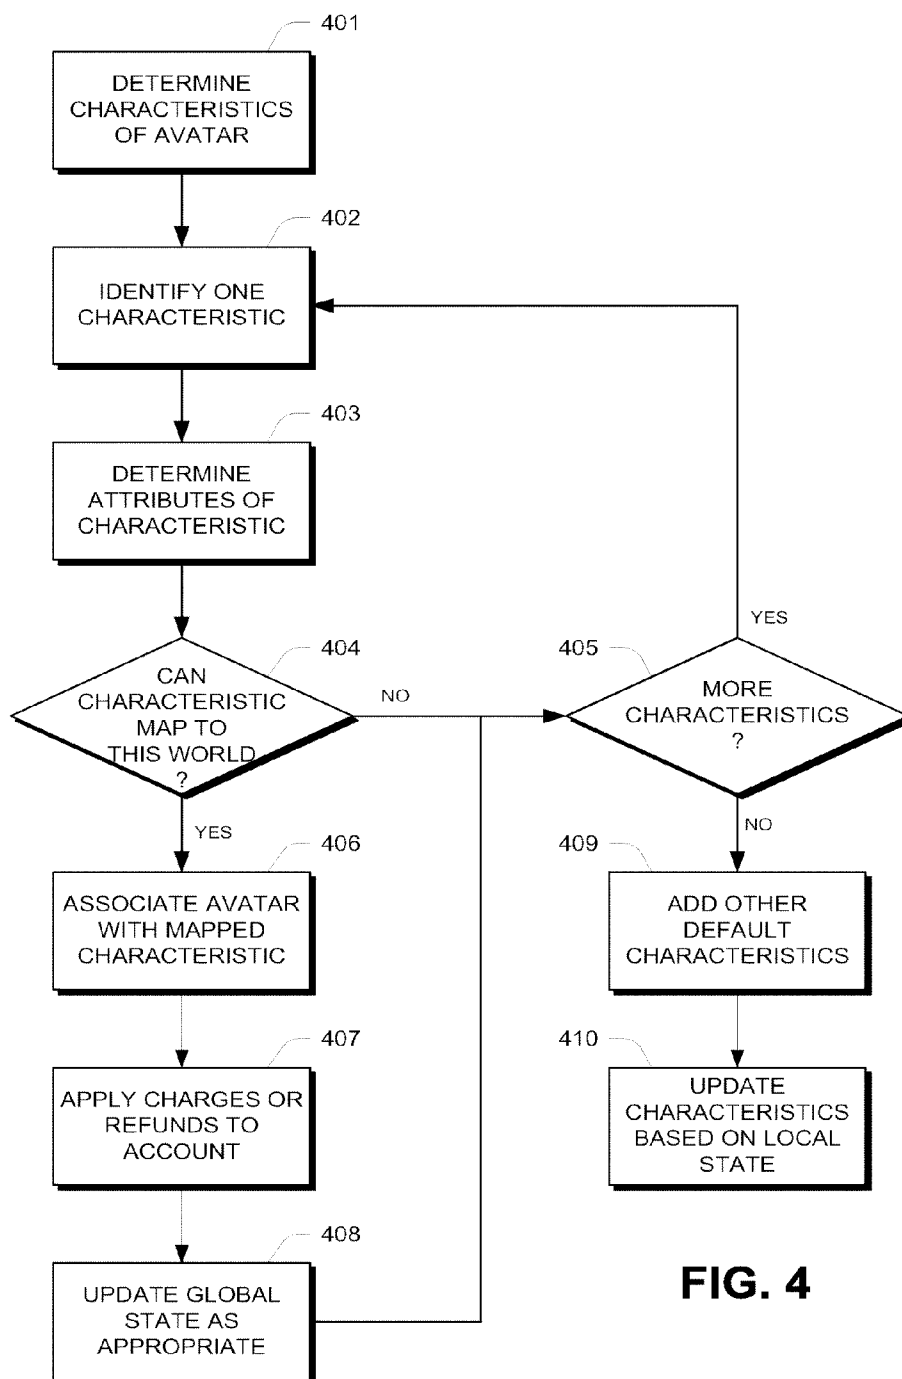 401
DETERMINE
CHARACTERISTICS
OF AVATAR
402
IDENTIFY ONE
CHARACTERISTIC
403
DETERMINE
ATTRIBUTES OF
CHARACTERISTIC
404
CAN
CHARACTERISTIC
MAP TO
THIS WORLD
?
NO
YES
405
MORE
CHARACTERISTICS
?
YES
NO
406
ASSOCIATE AVATAR
WITH MAPPED
CHARACTERISTIC
407
APPLY CHARGES OR
REFUNDS TO
ACCOUNT
408
UPDATE GLOBAL
STATE AS
APPROPRIATE
409
ADD OTHER
DEFAULT
CHARACTERISTICS
410
UPDATE
CHARACTERISTICS
BASED ON LOCAL
STATE
FIG. 4